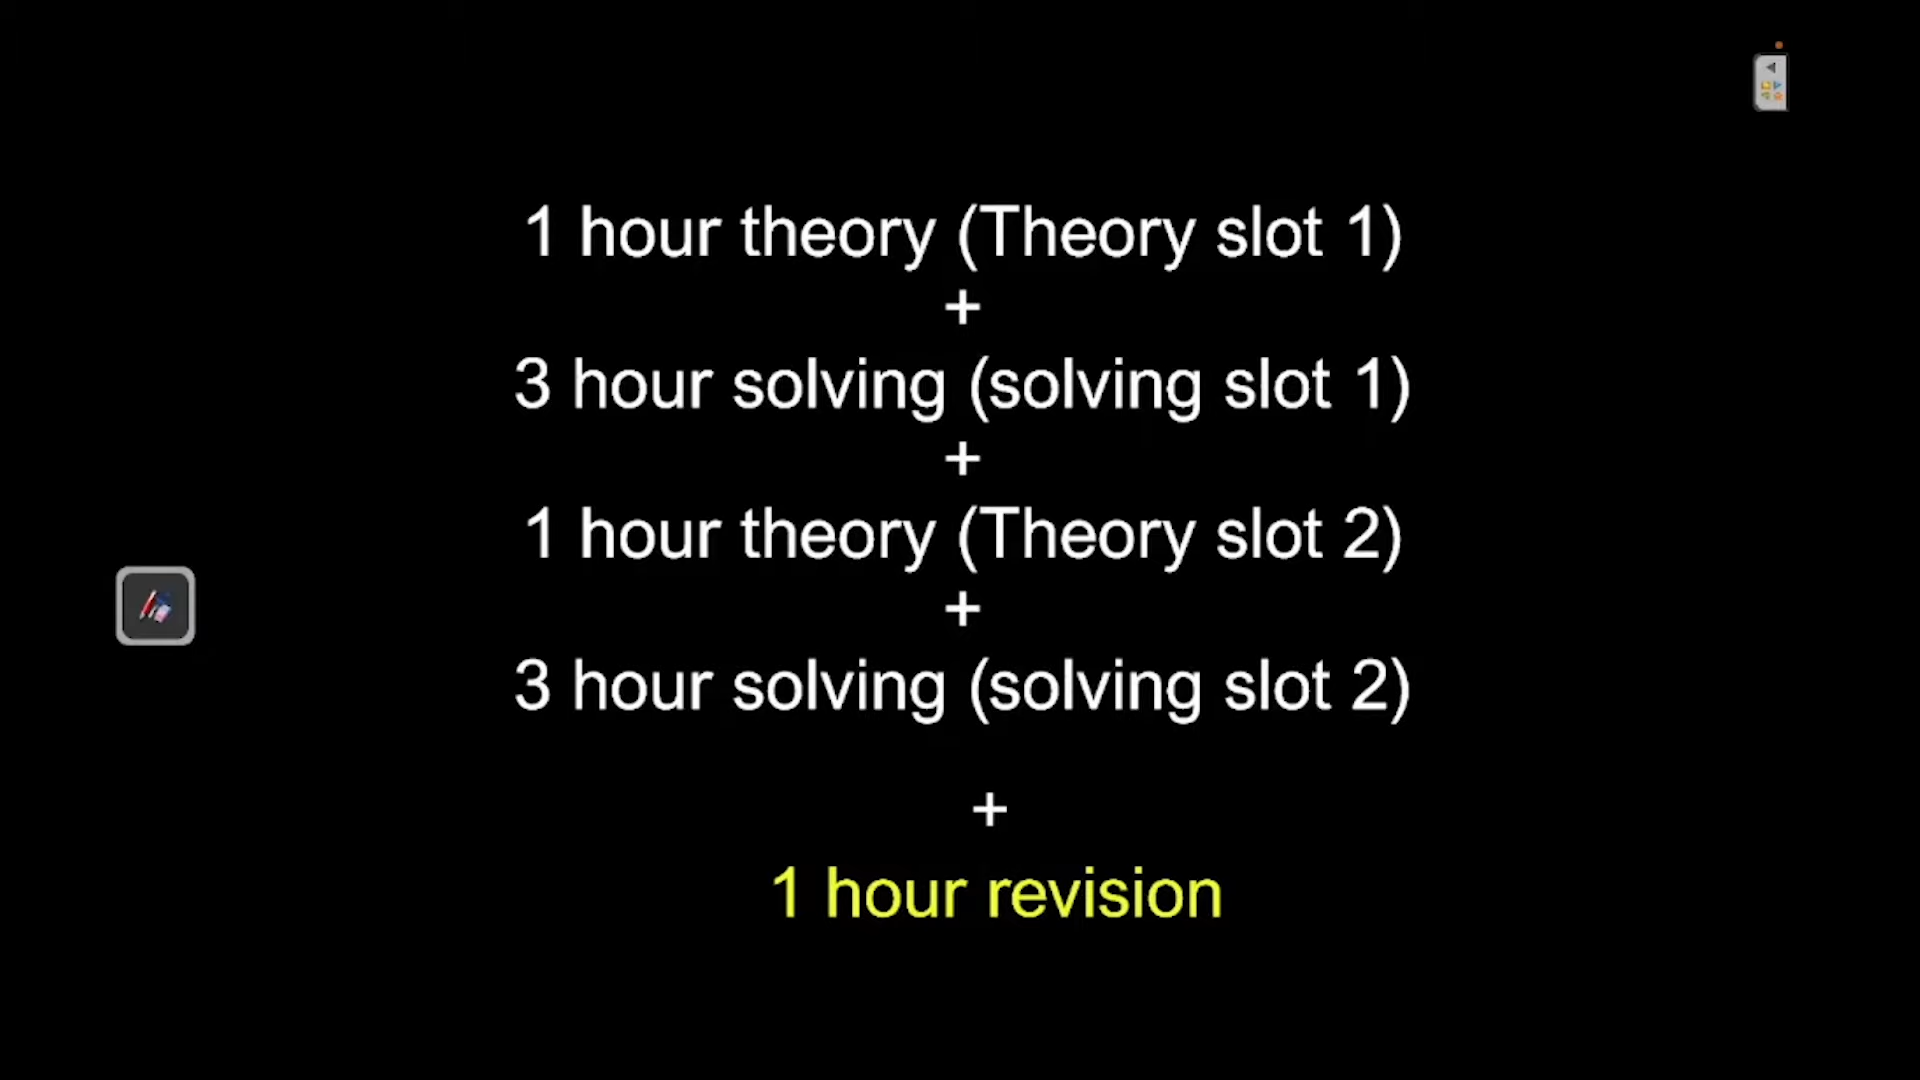 1 hour theory (Theory slot 1)
+
3 hour solving (solving slot 1)
+
1 hour theory (Theory slot 2)
+
3 hour solving (solving slot 2)
+
1 hour revision